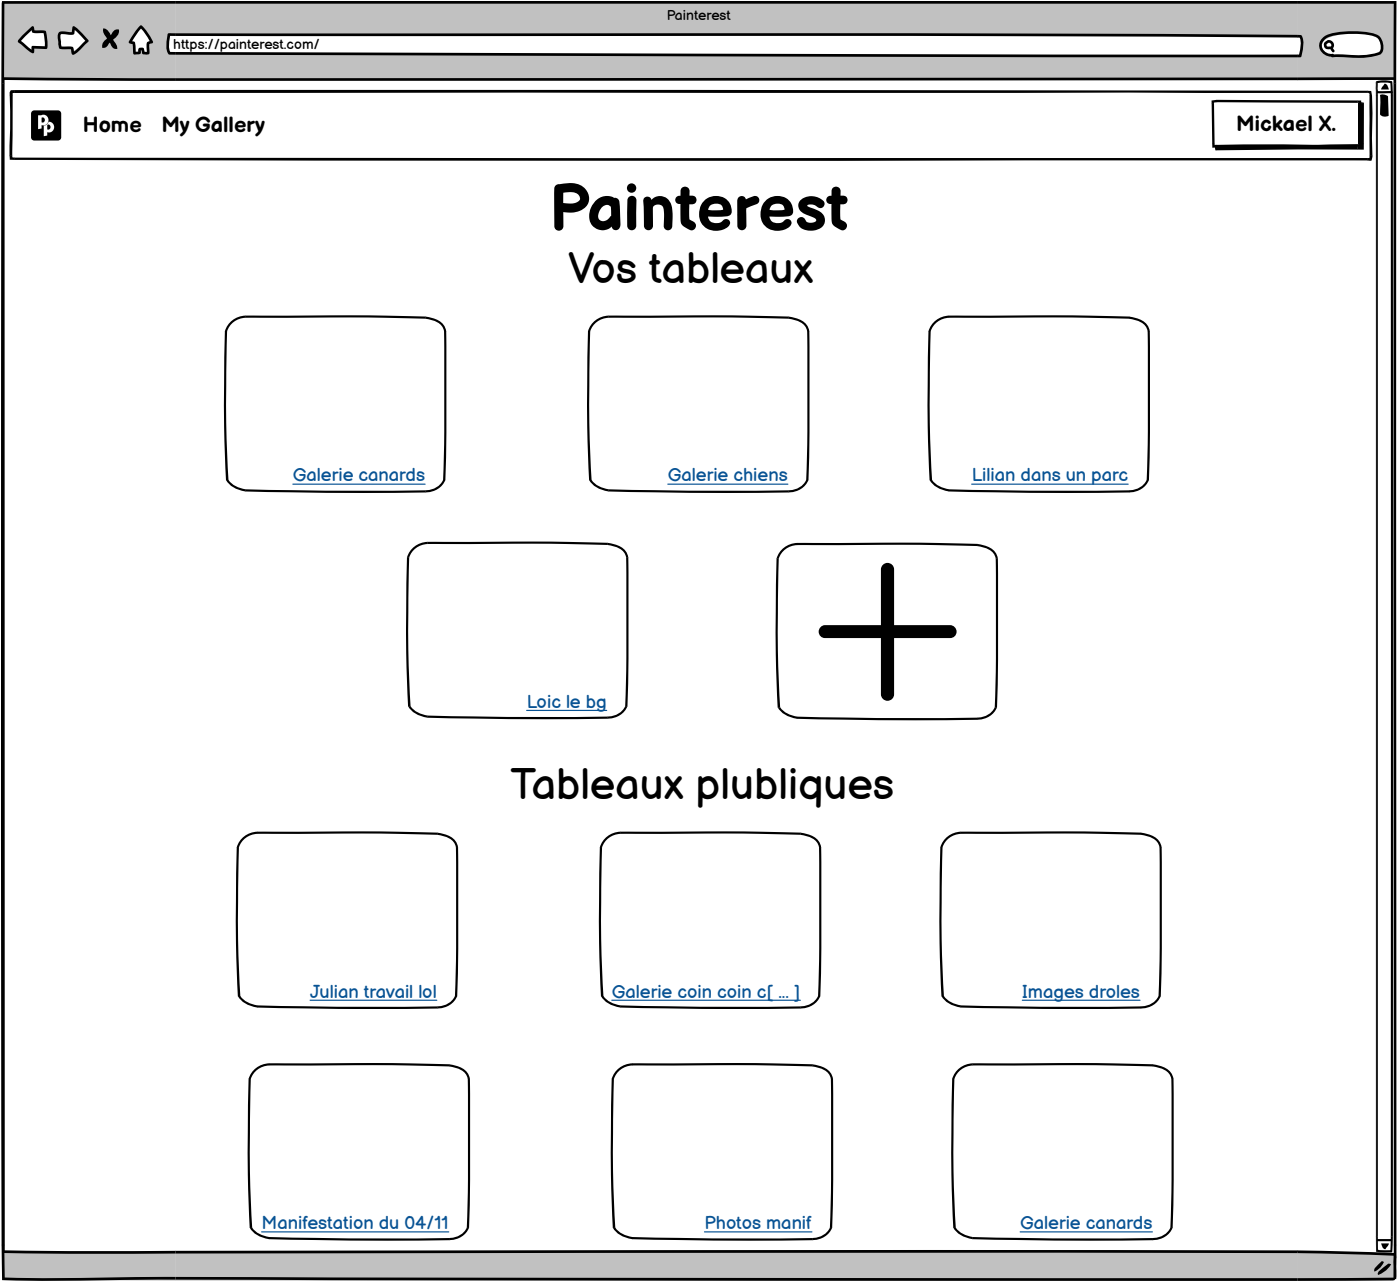 Painterest
https://painterest.com/
Home My Gallery Mickael X.
Painterest
Vos tableaux
Galerie canards Galerie chiens Lilian dans un parc
Loic le bg
Tableaux plubliques
Julian travail lol Galerie coin coin c[ ... ] Images droles
Manifestation du 04/11 Photos manif Galerie canards